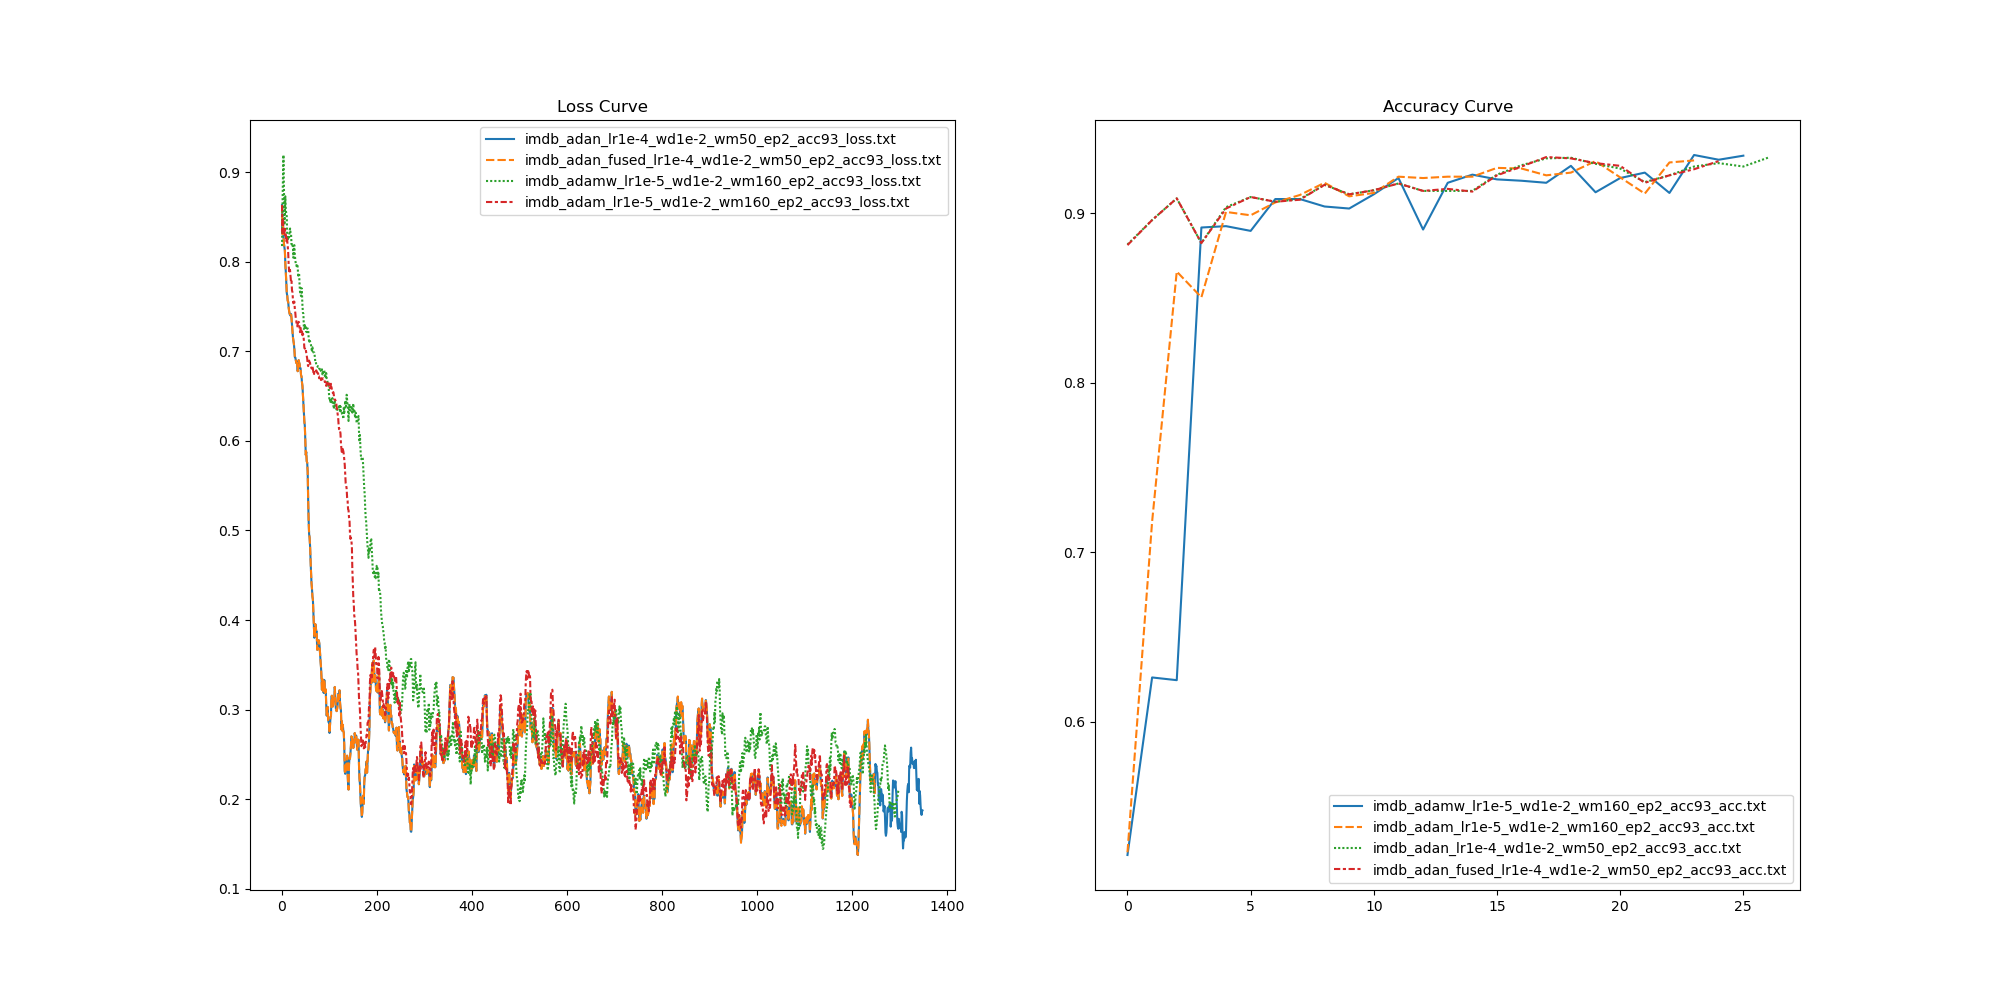 Loss Curve
imdb_adan_lr1e-4_wd1e-2_wm50_ep2_acc93_loss.txt
imdb_adan_fused_lr1e-4_wd1e-2_wm50_ep2_acc93_loss.txt
imdb_adamw_lr1e-5_wd1e-2_wm160_ep2_acc93_loss.txt
imdb_adam_lr1e-5_wd1e-2_wm160_ep2_acc93_loss.txt
0.9
0.8
0.7
0.6
0.5
0.4
0.3
0.2
0.1
0 200 400 600 800 1000 1200 1400
Accuracy Curve
0.9
0.8
0.7
0.6
imdb_adamw_lr1e-5_wd1e-2_wm160_ep2_acc93_acc.txt
imdb_adam_lr1e-5_wd1e-2_wm160_ep2_acc93_acc.txt
imdb_adan_lr1e-4_wd1e-2_wm50_ep2_acc93_acc.txt
imdb_adan_fused_lr1e-4_wd1e-2_wm50_ep2_acc93_acc.txt
0 5 10 15 20 25